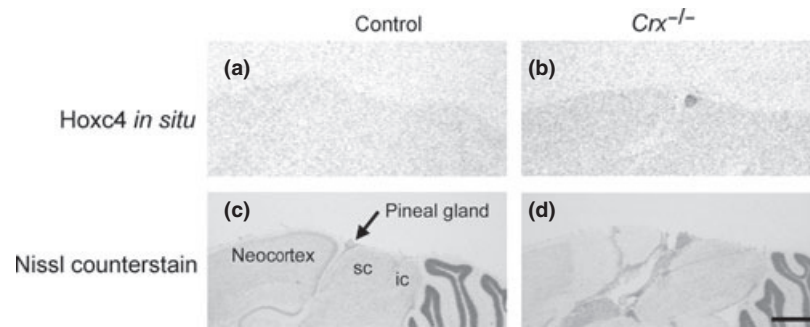 Control
Crx−/−
(a)
(b)
Hoxc4 in situ
(c)
Pineal gland
(d)
Nissl counterstain
Neocortex
sc
ic